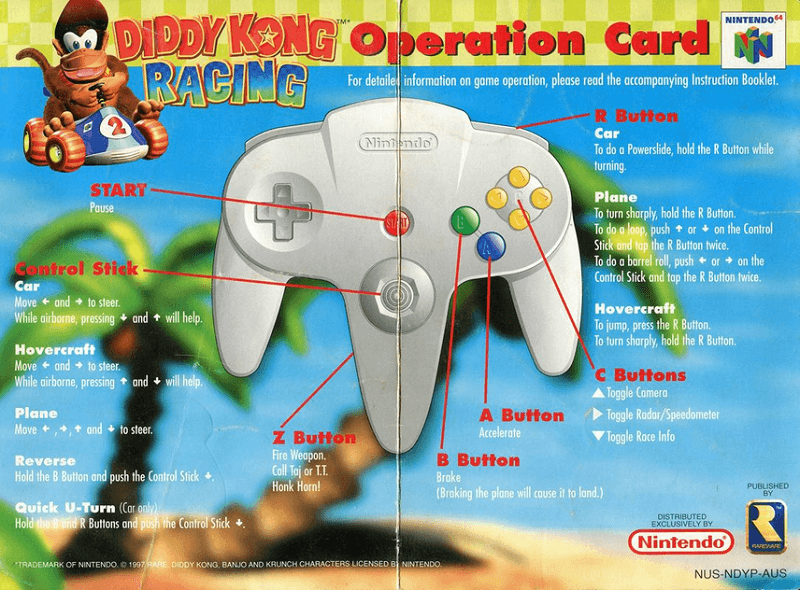 DIDDY KONG
RACING
™*
Operation Card
NINTENDO 64
N
For detailed information on game operation, please read the accompanying Instruction Booklet.
2
Nintendo
START
Pause
START
Control Stick
Car
Move ← and → to steer.
While airborne, pressing ↓ and ↑ will help.
Hovercraft
Move ← and → to steer.
While airborne, pressing ↑ and ↓ will help.
Plane
Move ←, →, ↑ and ↓ to steer.
Reverse
Hold the B Button and push the Control Stick ↓.
Quick U-Turn (Car only)
Hold the B and R Buttons and push the Control Stick ↓.
Z Button
Fire Weapon.
Call Taj or T.T.
Honk Horn!
B
A
A Button
Accelerate
B Button
Brake
(Braking the plane will cause it to land.)
R Button
Car
To do a Powerslide, hold the R Button while
turning.
Plane
To turn sharply, hold the R Button.
To do a loop, push ↑ or ↓ on the Control
Stick and tap the R Button twice.
To do a barrel roll, push ← or → on the
Control Stick and tap the R Button twice.
Hovercraft
To jump, press the R Button.
To turn sharply, hold the R Button.
C
C Buttons
▲ Toggle Camera
▶ Toggle Radar/Speedometer
▼ Toggle Race Info
PUBLISHED
BY
R
RAREWARE
DISTRIBUTED
EXCLUSIVELY BY
Nintendo®
*TRADEMARK OF NINTENDO. © 1997 RARE. DIDDY KONG, BANJO AND KRUNCH CHARACTERS LICENSED BY NINTENDO.
NUS-NDYP-AUS